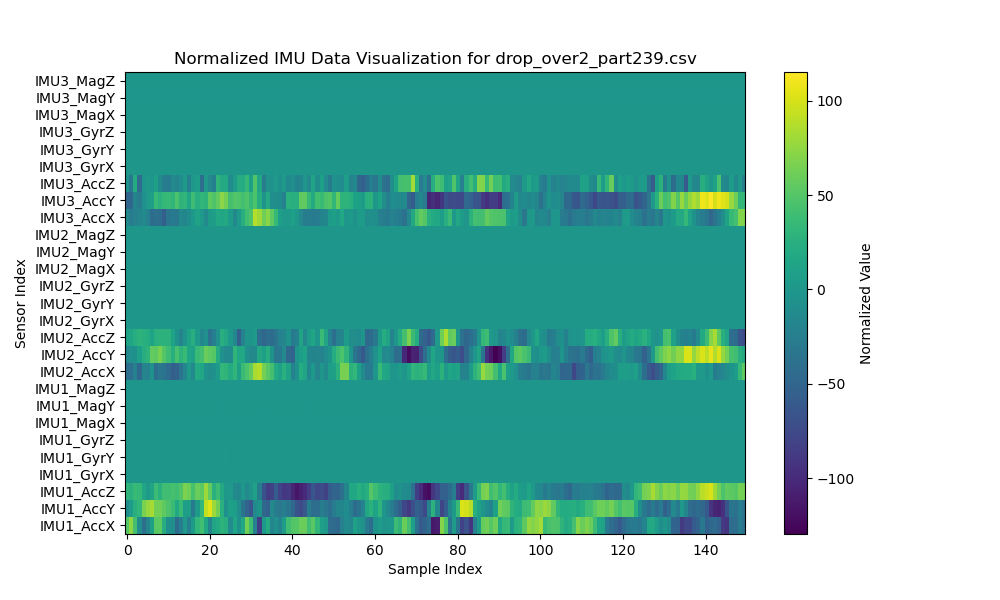 Normalized IMU Data Visualization for drop_over2_part239.csv
IMU3_MagZ
IMU3_MagY
IMU3_MagX
IMU3_GyrZ
IMU3_GyrY
IMU3_GyrX
IMU3_AccZ
IMU3_AccY
IMU3_AccX
IMU2_MagZ
IMU2_MagY
IMU2_MagX
IMU2_GyrZ
IMU2_GyrY
IMU2_GyrX
IMU2_AccZ
IMU2_AccY
IMU2_AccX
IMU1_MagZ
IMU1_MagY
IMU1_MagX
IMU1_GyrZ
IMU1_GyrY
IMU1_GyrX
IMU1_AccZ
IMU1_AccY
IMU1_AccX
Sensor Index
0 20 40 60 80 100 120 140
Sample Index
100
50
0
−50
−100
Normalized Value